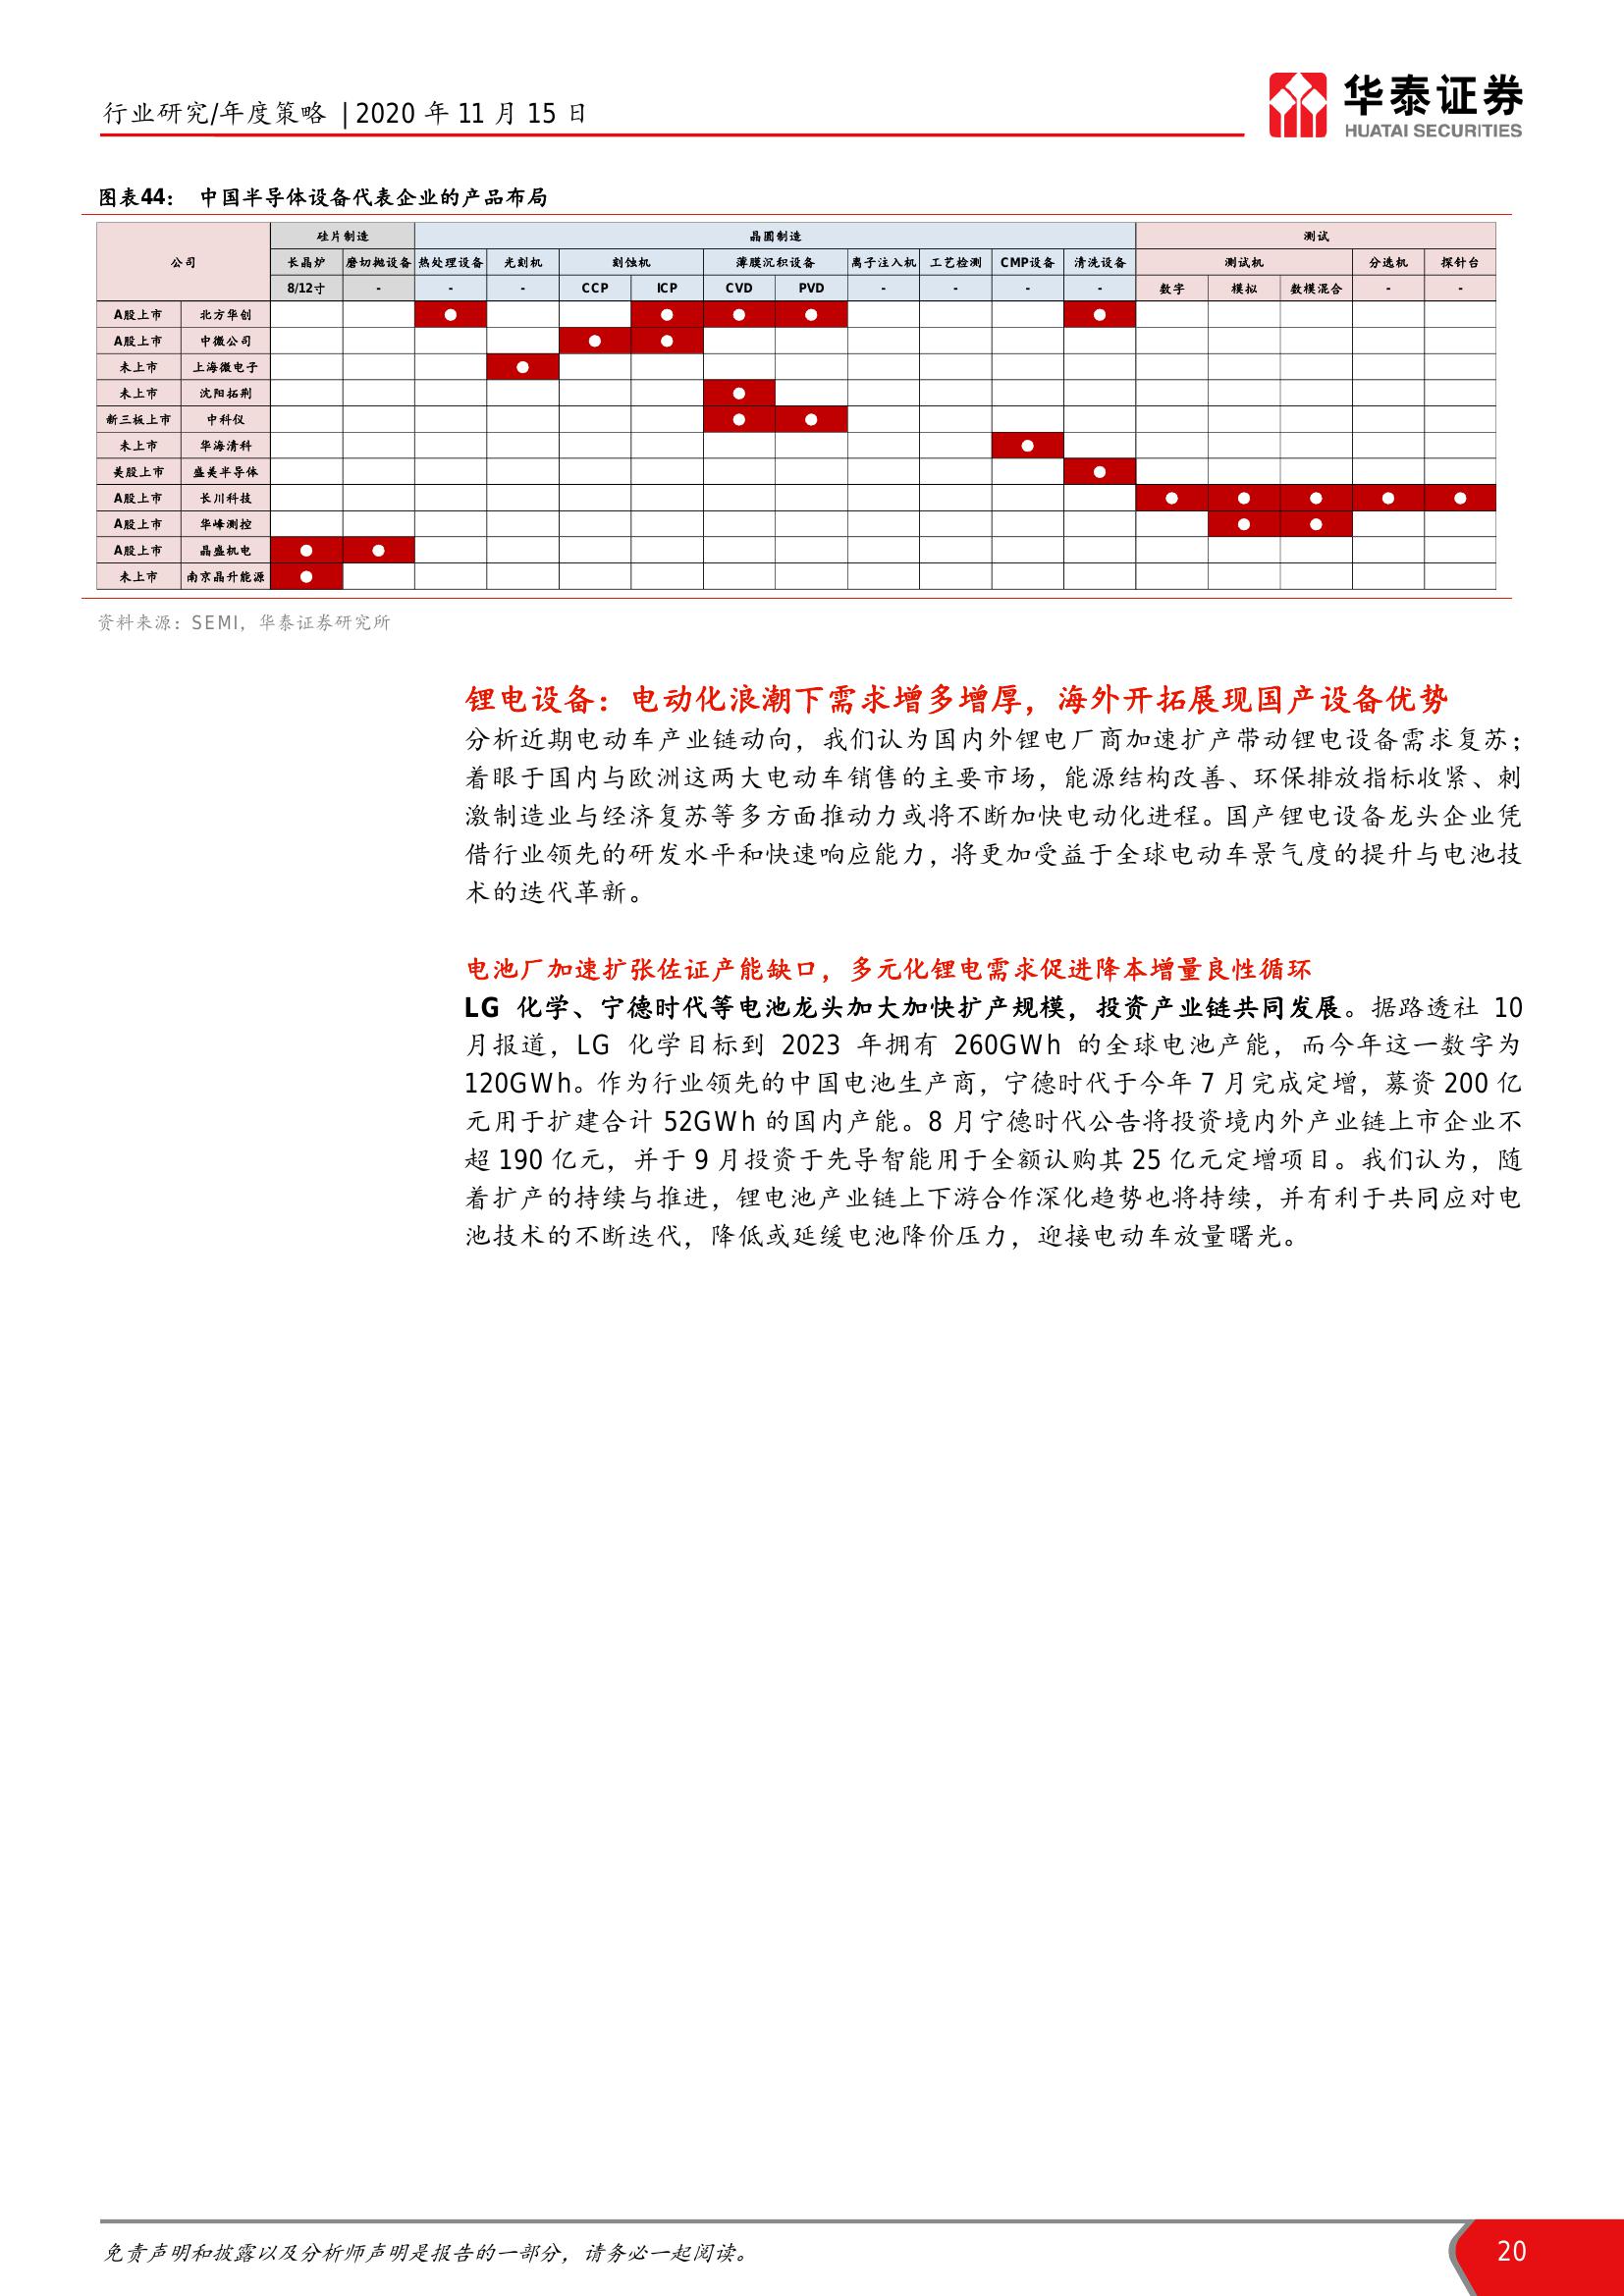 行业研究/年度策略 | 2020 年 11 月 15 日
华泰证券
HUATAI SECURITIES
图表44： 中国半导体设备代表企业的产品布局
公司 硅片制造 晶圆制造 测试
长晶炉 磨切抛设备 热处理设备 光刻机 刻蚀机 薄膜沉积设备 离子注入机 工艺检测 CMP设备 清洗设备 测试机 分选机 探针台
8/12寸 - - - CCP ICP CVD PVD - - - - 数字 模拟 数模混合 - -
A股上市 北方华创 ● ● ● ● ●
A股上市 中微公司 ● ●
未上市 上海微电子 ●
未上市 沈阳拓荆 ●
新三板上市 中科仪 ● ●
未上市 华海清科 ●
美股上市 盛美半导体 ●
A股上市 长川科技 ● ● ● ● ●
A股上市 华峰测控 ● ●
A股上市 晶盛机电 ● ●
未上市 南京晶升能源 ●
资料来源：SEMI，华泰证券研究所
锂电设备：电动化浪潮下需求增多增厚，海外开拓展现国产设备优势
分析近期电动车产业链动向，我们认为国内外锂电厂商加速扩产带动锂电设备需求复苏；
着眼于国内与欧洲这两大电动车销售的主要市场，能源结构改善、环保排放指标收紧、刺
激制造业与经济复苏等多方面推动力或将不断加快电动化进程。国产锂电设备龙头企业凭
借行业领先的研发水平和快速响应能力，将更加受益于全球电动车景气度的提升与电池技
术的迭代革新。
电池厂加速扩张佐证产能缺口，多元化锂电需求促进降本增量良性循环
LG 化学、宁德时代等电池龙头加大加快扩产规模，投资产业链共同发展。据路透社 10
月报道，LG 化学目标到 2023 年拥有 260GWh 的全球电池产能，而今年这一数字为
120GWh。作为行业领先的中国电池生产商，宁德时代于今年 7 月完成定增，募资 200 亿
元用于扩建合计 52GWh 的国内产能。8 月宁德时代公告将投资境内外产业链上市企业不
超 190 亿元，并于 9 月投资于先导智能用于全额认购其 25 亿元定增项目。我们认为，随
着扩产的持续与推进，锂电池产业链上下游合作深化趋势也将持续，并有利于共同应对电
池技术的不断迭代，降低或延缓电池降价压力，迎接电动车放量曙光。
免责声明和披露以及分析师声明是报告的一部分，请务必一起阅读。
20